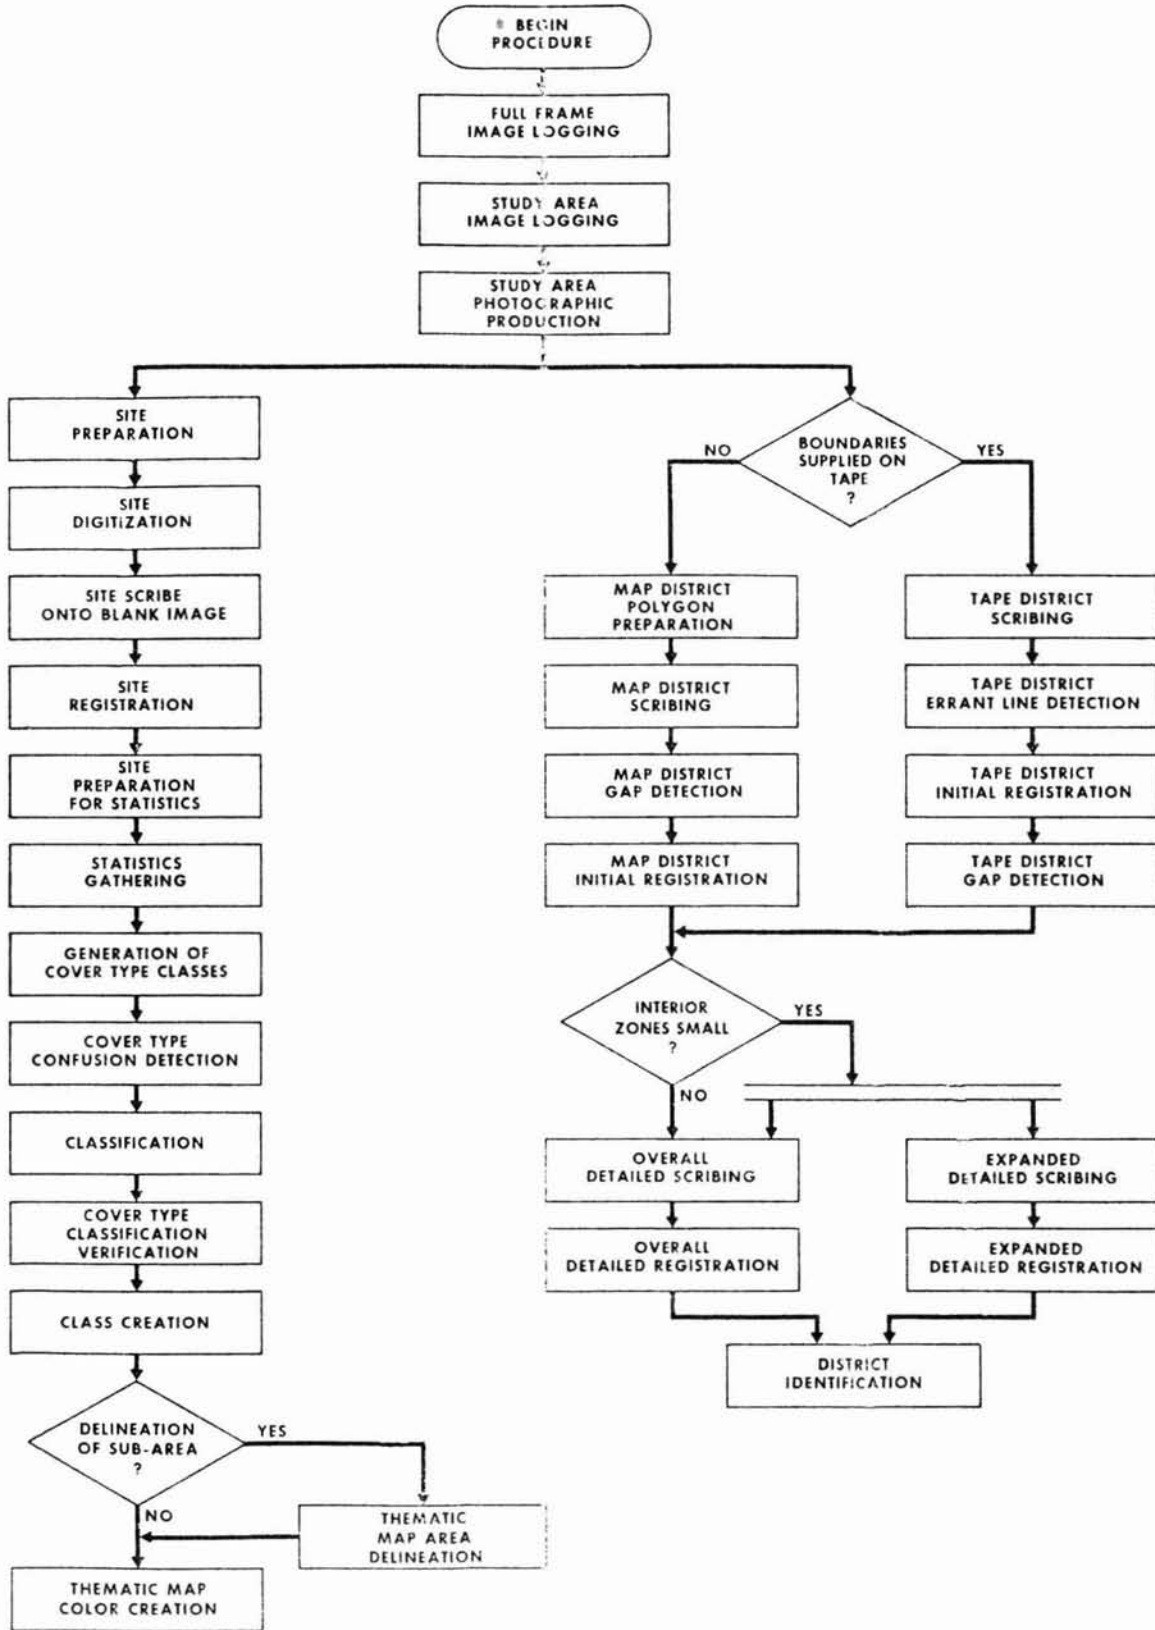 BEGIN
PROCEDURE
FULL FRAME
IMAGE LOGGING
STUDY AREA
IMAGE LOGGING
STUDY AREA
PHOTOGRAPHIC
PRODUCTION
SITE
PREPARATION
SITE
DIGITIZATION
SITE SCRIBE
ONTO BLANK IMAGE
SITE
REGISTRATION
SITE
PREPARATION
FOR STATISTICS
STATISTICS
GATHERING
GENERATION OF
COVER TYPE CLASSES
COVER TYPE
CONFUSION DETECTION
CLASSIFICATION
COVER TYPE
CLASSIFICATION
VERIFICATION
CLASS CREATION
DELINEATION
OF SUB-AREA
?
YES
NO
THEMATIC
MAP AREA
DELINEATION
THEMATIC MAP
COLOR CREATION
BOUNDARIES
SUPPLIED ON
TAPE
?
NO
YES
MAP DISTRICT
POLYGON
PREPARATION
MAP DISTRICT
SCRIBING
MAP DISTRICT
GAP DETECTION
MAP DISTRICT
INITIAL REGISTRATION
TAPE DISTRICT
SCRIBING
TAPE DISTRICT
ERRANT LINE DETECTION
TAPE DISTRICT
INITIAL REGISTRATION
TAPE DISTRICT
GAP DETECTION
INTERIOR
ZONES SMALL
?
YES
NO
OVERALL
DETAILED SCRIBING
OVERALL
DETAILED REGISTRATION
EXPANDED
DETAILED SCRIBING
EXPANDED
DETAILED REGISTRATION
DISTRICT
IDENTIFICATION